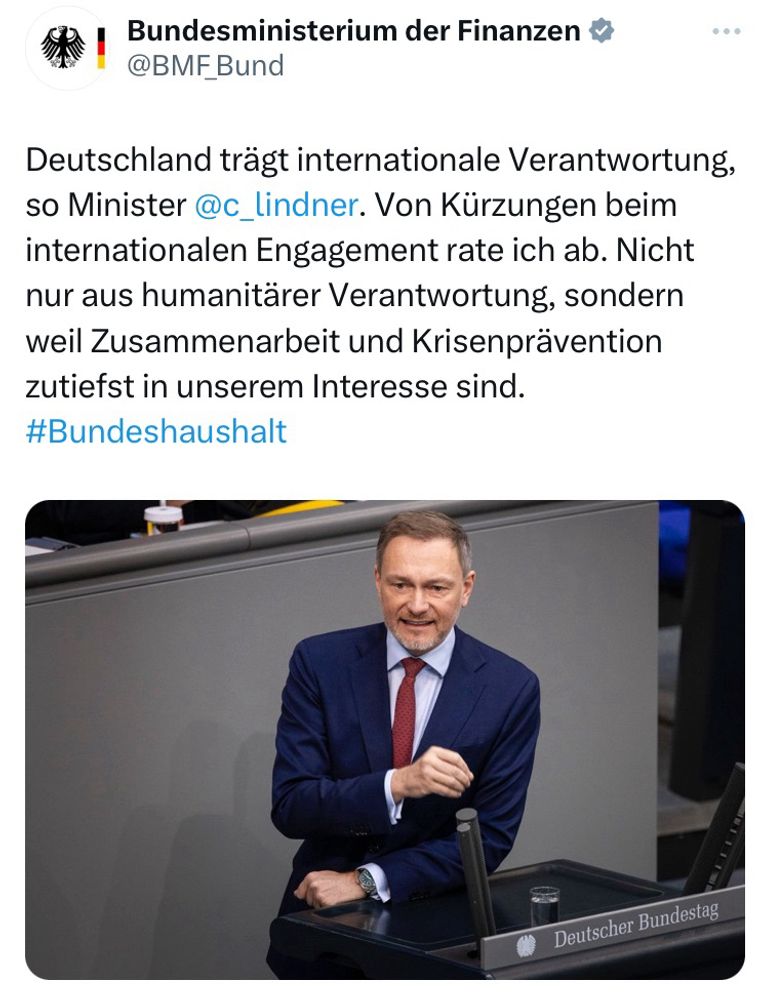 Bundesministerium der Finanzen
@BMF_Bund
Deutschland trägt internationale Verantwortung,
so Minister @c_lindner. Von Kürzungen beim
internationalen Engagement rate ich ab. Nicht
nur aus humanitärer Verantwortung, sondern
weil Zusammenarbeit und Krisenprävention
zutiefst in unserem Interesse sind.
#Bundeshaushalt
Deutscher Bundestag